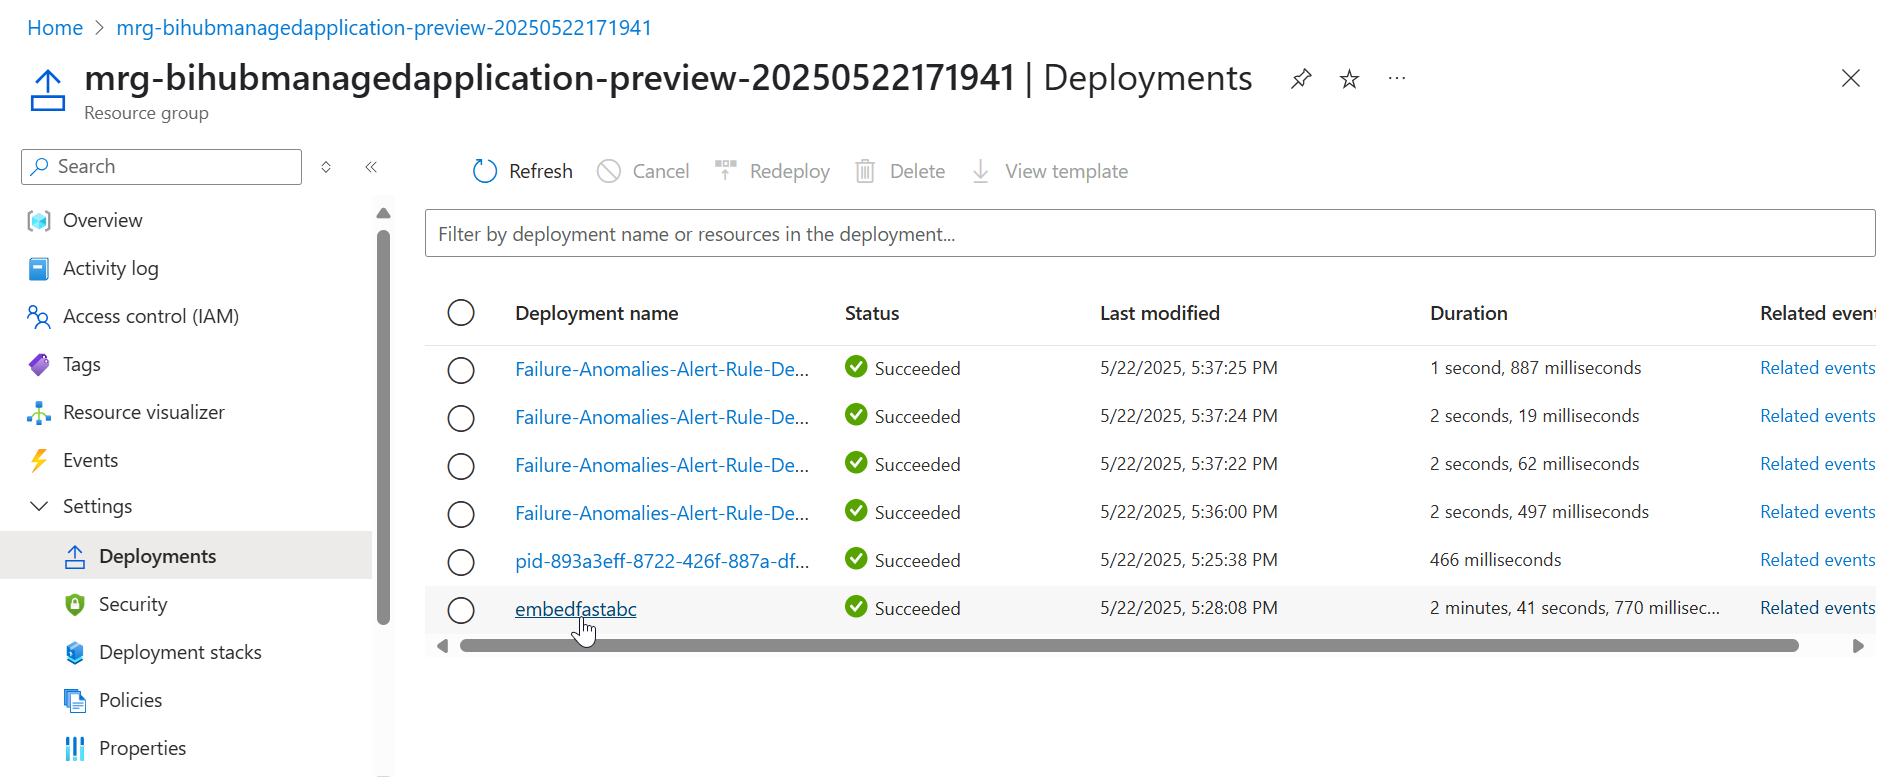 Home > mrg-bihubmanagedapplication-preview-20250522171941
mrg-bihubmanagedapplication-preview-20250522171941 | Deployments
Resource group
Search
Refresh Cancel Redeploy Delete View template
Overview
Activity log
Access control (IAM)
Tags
Resource visualizer
Events
Settings
Deployments
Security
Deployment stacks
Policies
Properties
Filter by deployment name or resources in the deployment...
Deployment name Status Last modified Duration Related even
Failure-Anomalies-Alert-Rule-De... Succeeded 5/22/2025, 5:37:25 PM 1 second, 887 milliseconds Related events
Failure-Anomalies-Alert-Rule-De... Succeeded 5/22/2025, 5:37:24 PM 2 seconds, 19 milliseconds Related events
Failure-Anomalies-Alert-Rule-De... Succeeded 5/22/2025, 5:37:22 PM 2 seconds, 62 milliseconds Related events
Failure-Anomalies-Alert-Rule-De... Succeeded 5/22/2025, 5:36:00 PM 2 seconds, 497 milliseconds Related events
pid-893a3eff-8722-426f-887a-df... Succeeded 5/22/2025, 5:25:38 PM 466 milliseconds Related events
embedfastabc Succeeded 5/22/2025, 5:28:08 PM 2 minutes, 41 seconds, 770 millisec... Related events